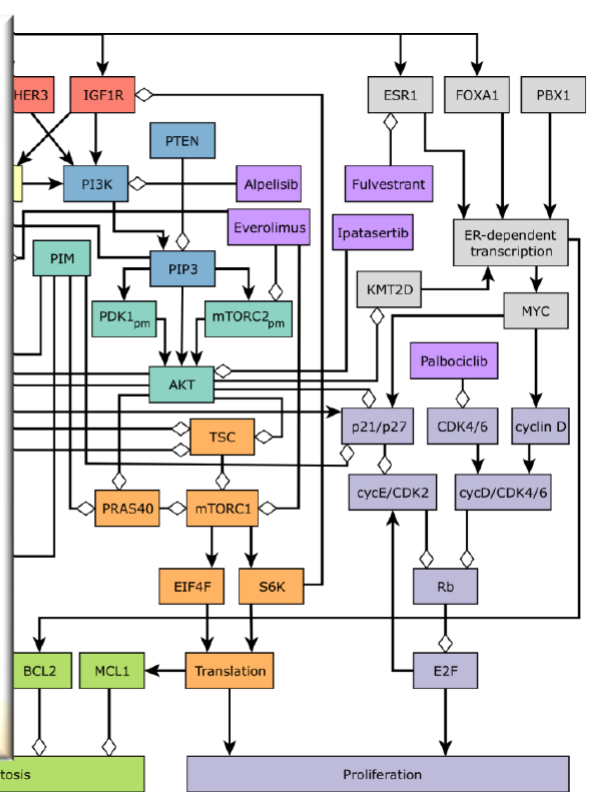 HER3
IGF1R
ESR1
FOXA1
PBX1
PTEN
PI3K
Alpelisib
Fulvestrant
Everolimus
Ipatasertib
ER-dependent
transcription
PIM
PIP3
KMT2D
MYC
PDK1pm
mTORC2pm
Palbociclib
AKT
p21/p27
CDK4/6
cyclin D
TSC
cycE/CDK2
cycD/CDK4/6
PRAS40
mTORC1
EIF4F
S6K
Rb
BCL2
MCL1
Translation
E2F
tosis
Proliferation